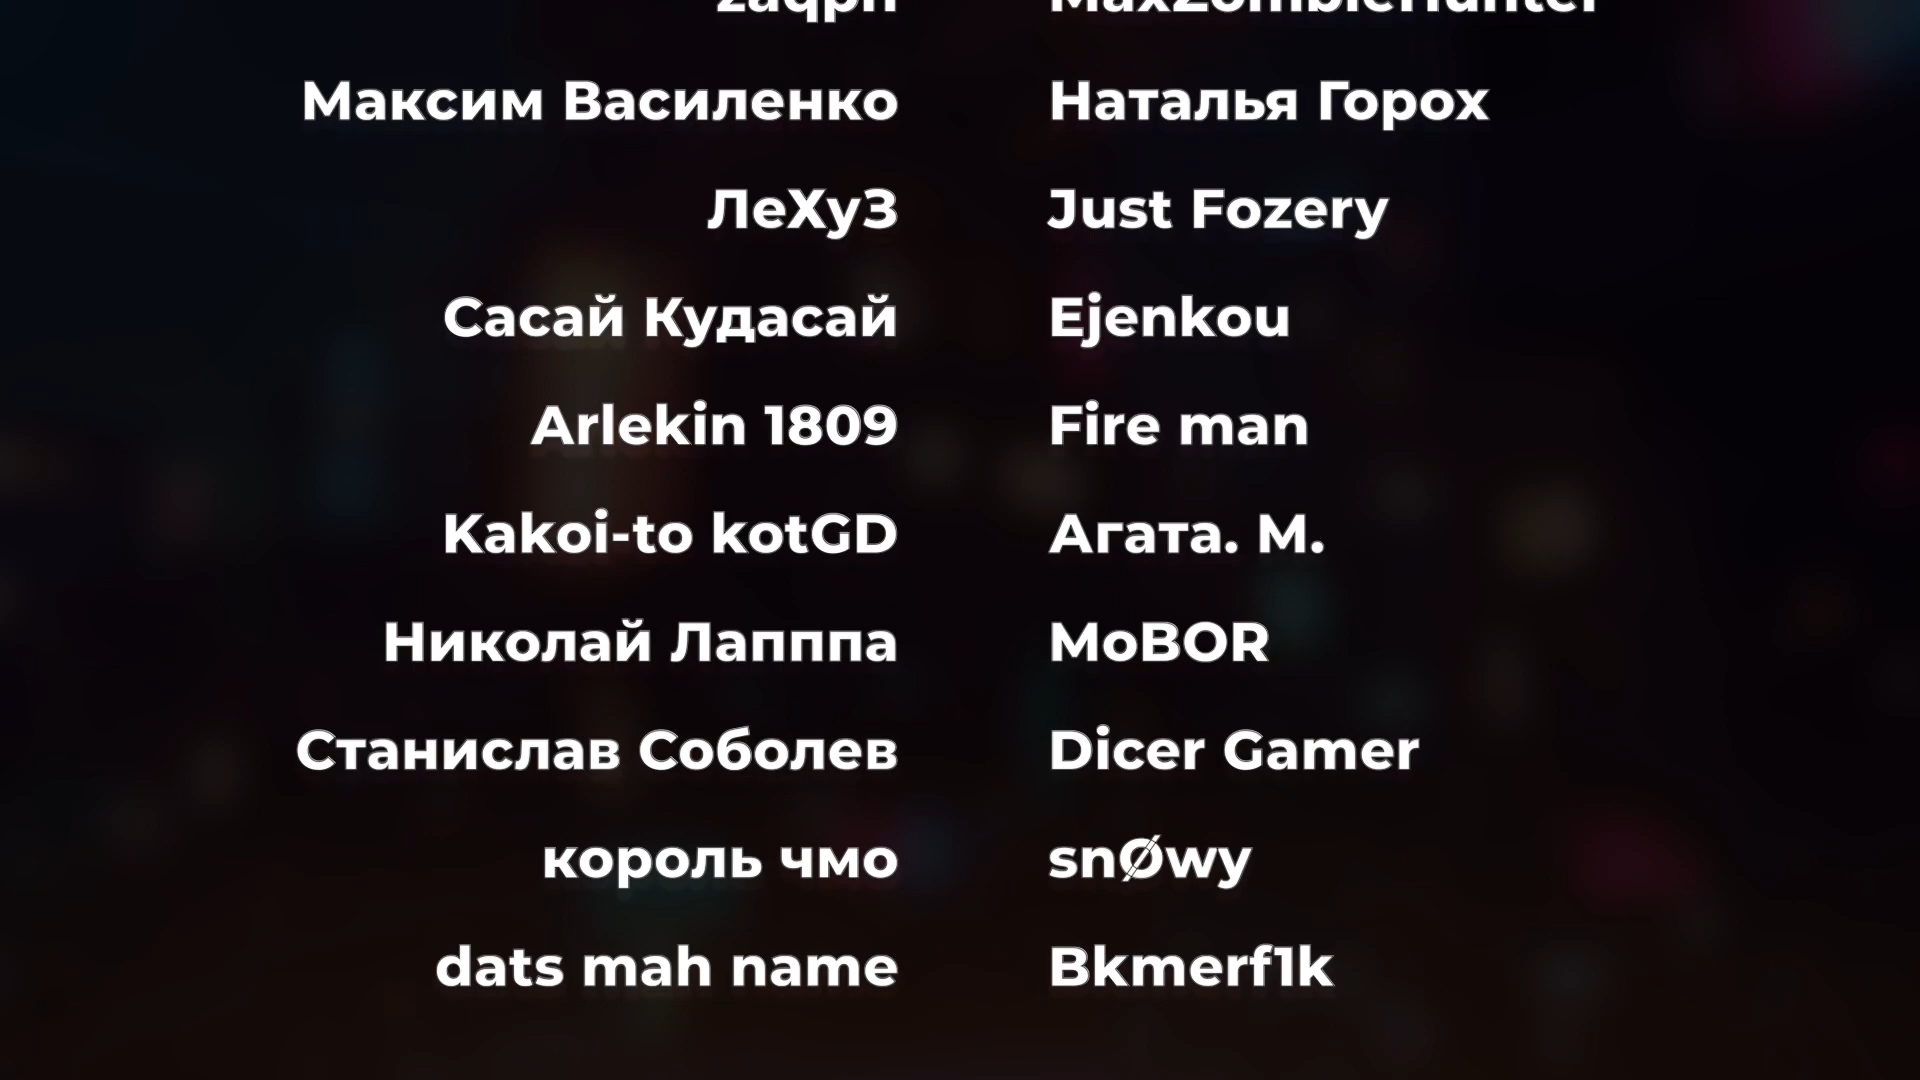 MaxZombieHunter
Максим Василенко Наталья Горох
ЛеХуЗ Just Fozery
Сасай Кудасай Ejenkou
Arlekin 1809 Fire man
Kakoi-to kotGD Агата. М.
Николай Лапппа MoBOR
Станислав Соболев Dicer Gamer
король чмо snØwy
dats mah name Bkmerf1k